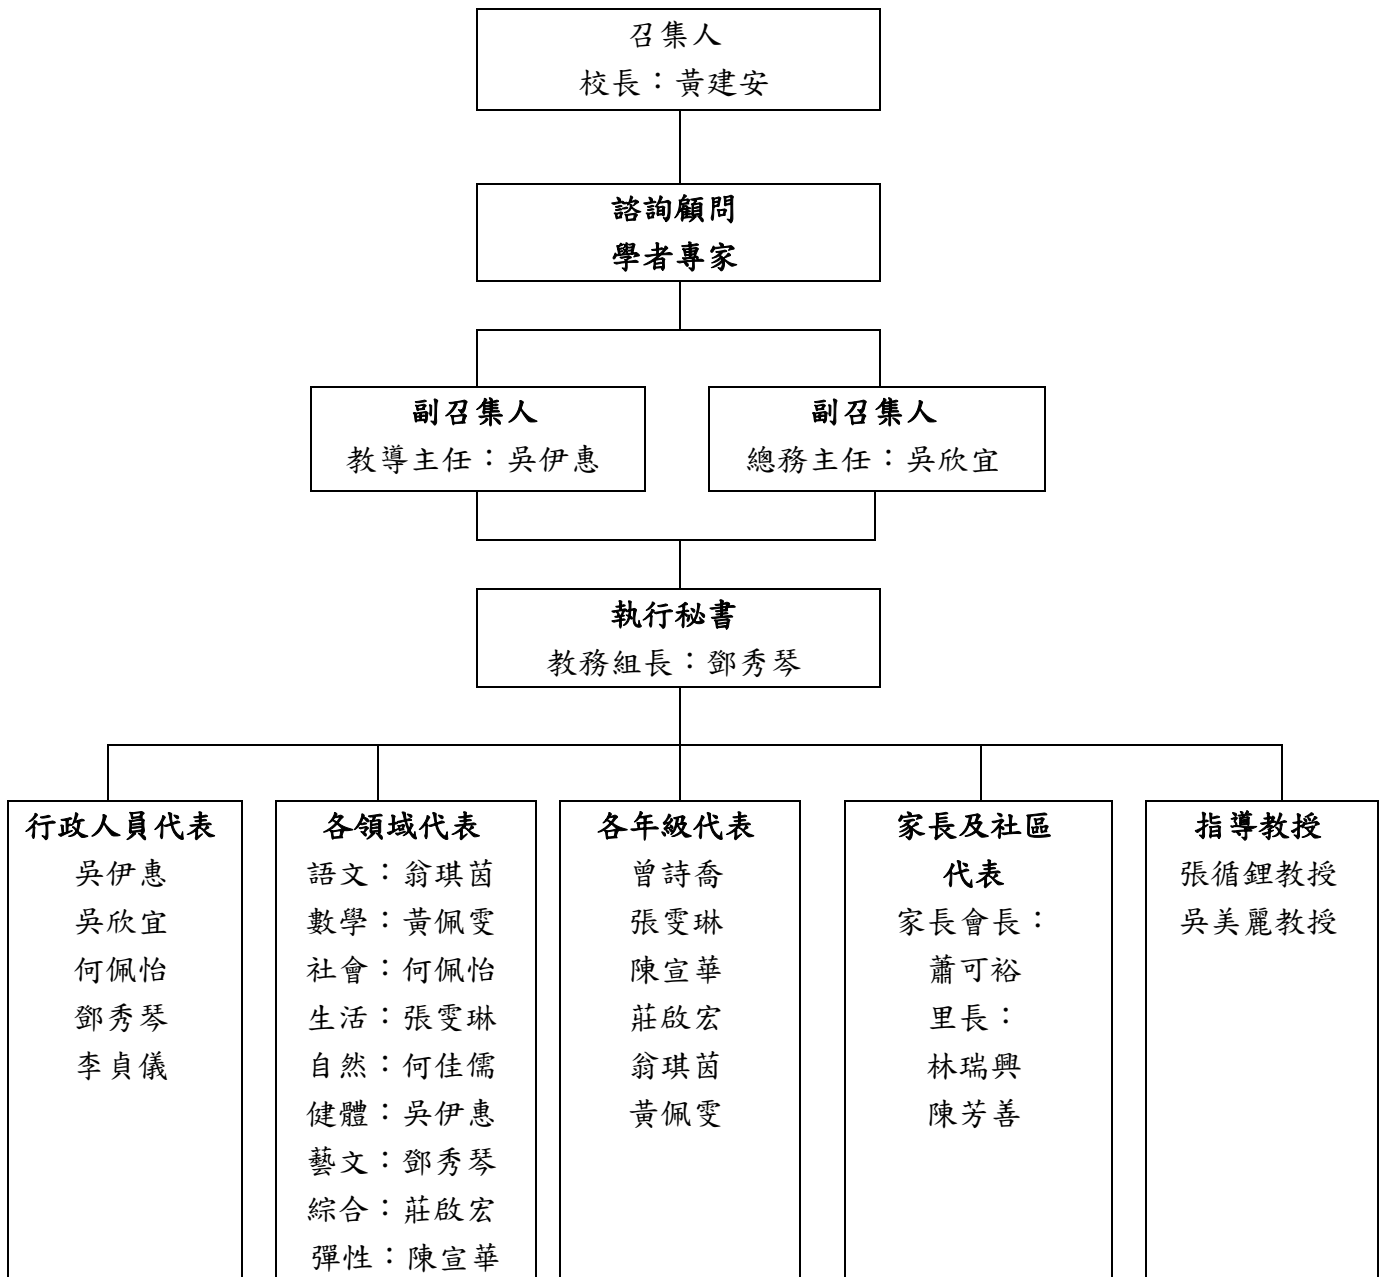 召集人
校長：黃建安
諮詢顧問
學者專家
副召集人
教導主任：吳伊惠
副召集人
總務主任：吳欣宜
執行秘書
教務組長：鄧秀琴
行政人員代表
吳伊惠
吳欣宜
何佩怡
鄧秀琴
李貞儀
各領域代表
語文：翁琪茵
數學：黃佩雯
社會：何佩怡
生活：張雯琳
自然：何佳儒
健體：吳伊惠
藝文：鄧秀琴
綜合：莊啟宏
彈性：陳宣華
各年級代表
曾詩喬
張雯琳
陳宣華
莊啟宏
翁琪茵
黃佩雯
家長及社區
代表
家長會長：
蕭可裕
里長：
林瑞興
陳芳善
指導教授
張循鋰教授
吳美麗教授